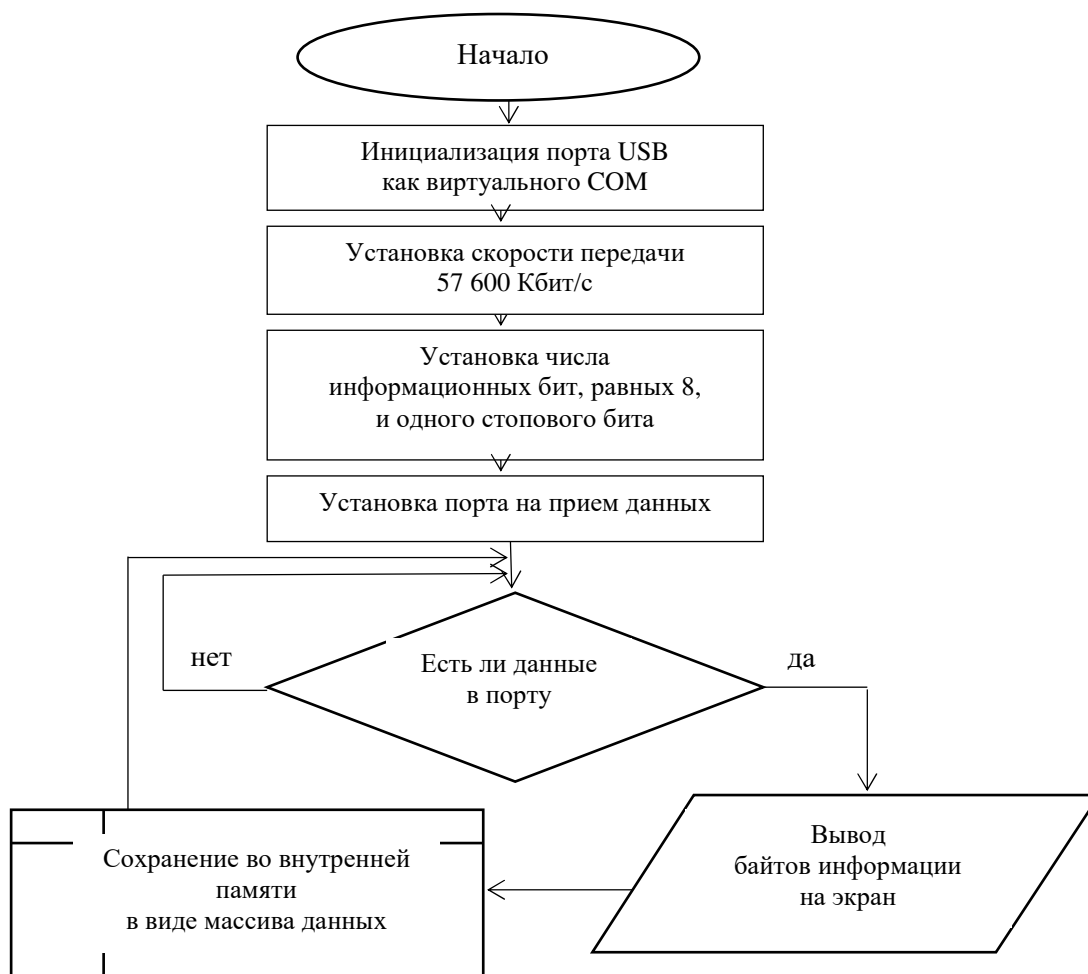 Начало
Инициализация порта USB
как виртуального COM
Установка скорости передачи
57 600 Кбит/с
Установка числа
информационных бит, равных 8,
и одного стопового бита
Установка порта на прием данных
нет
Есть ли данные
в порту
да
Вывод
байтов информации
на экран
Сохранение во внутренней
памяти
в виде массива данных